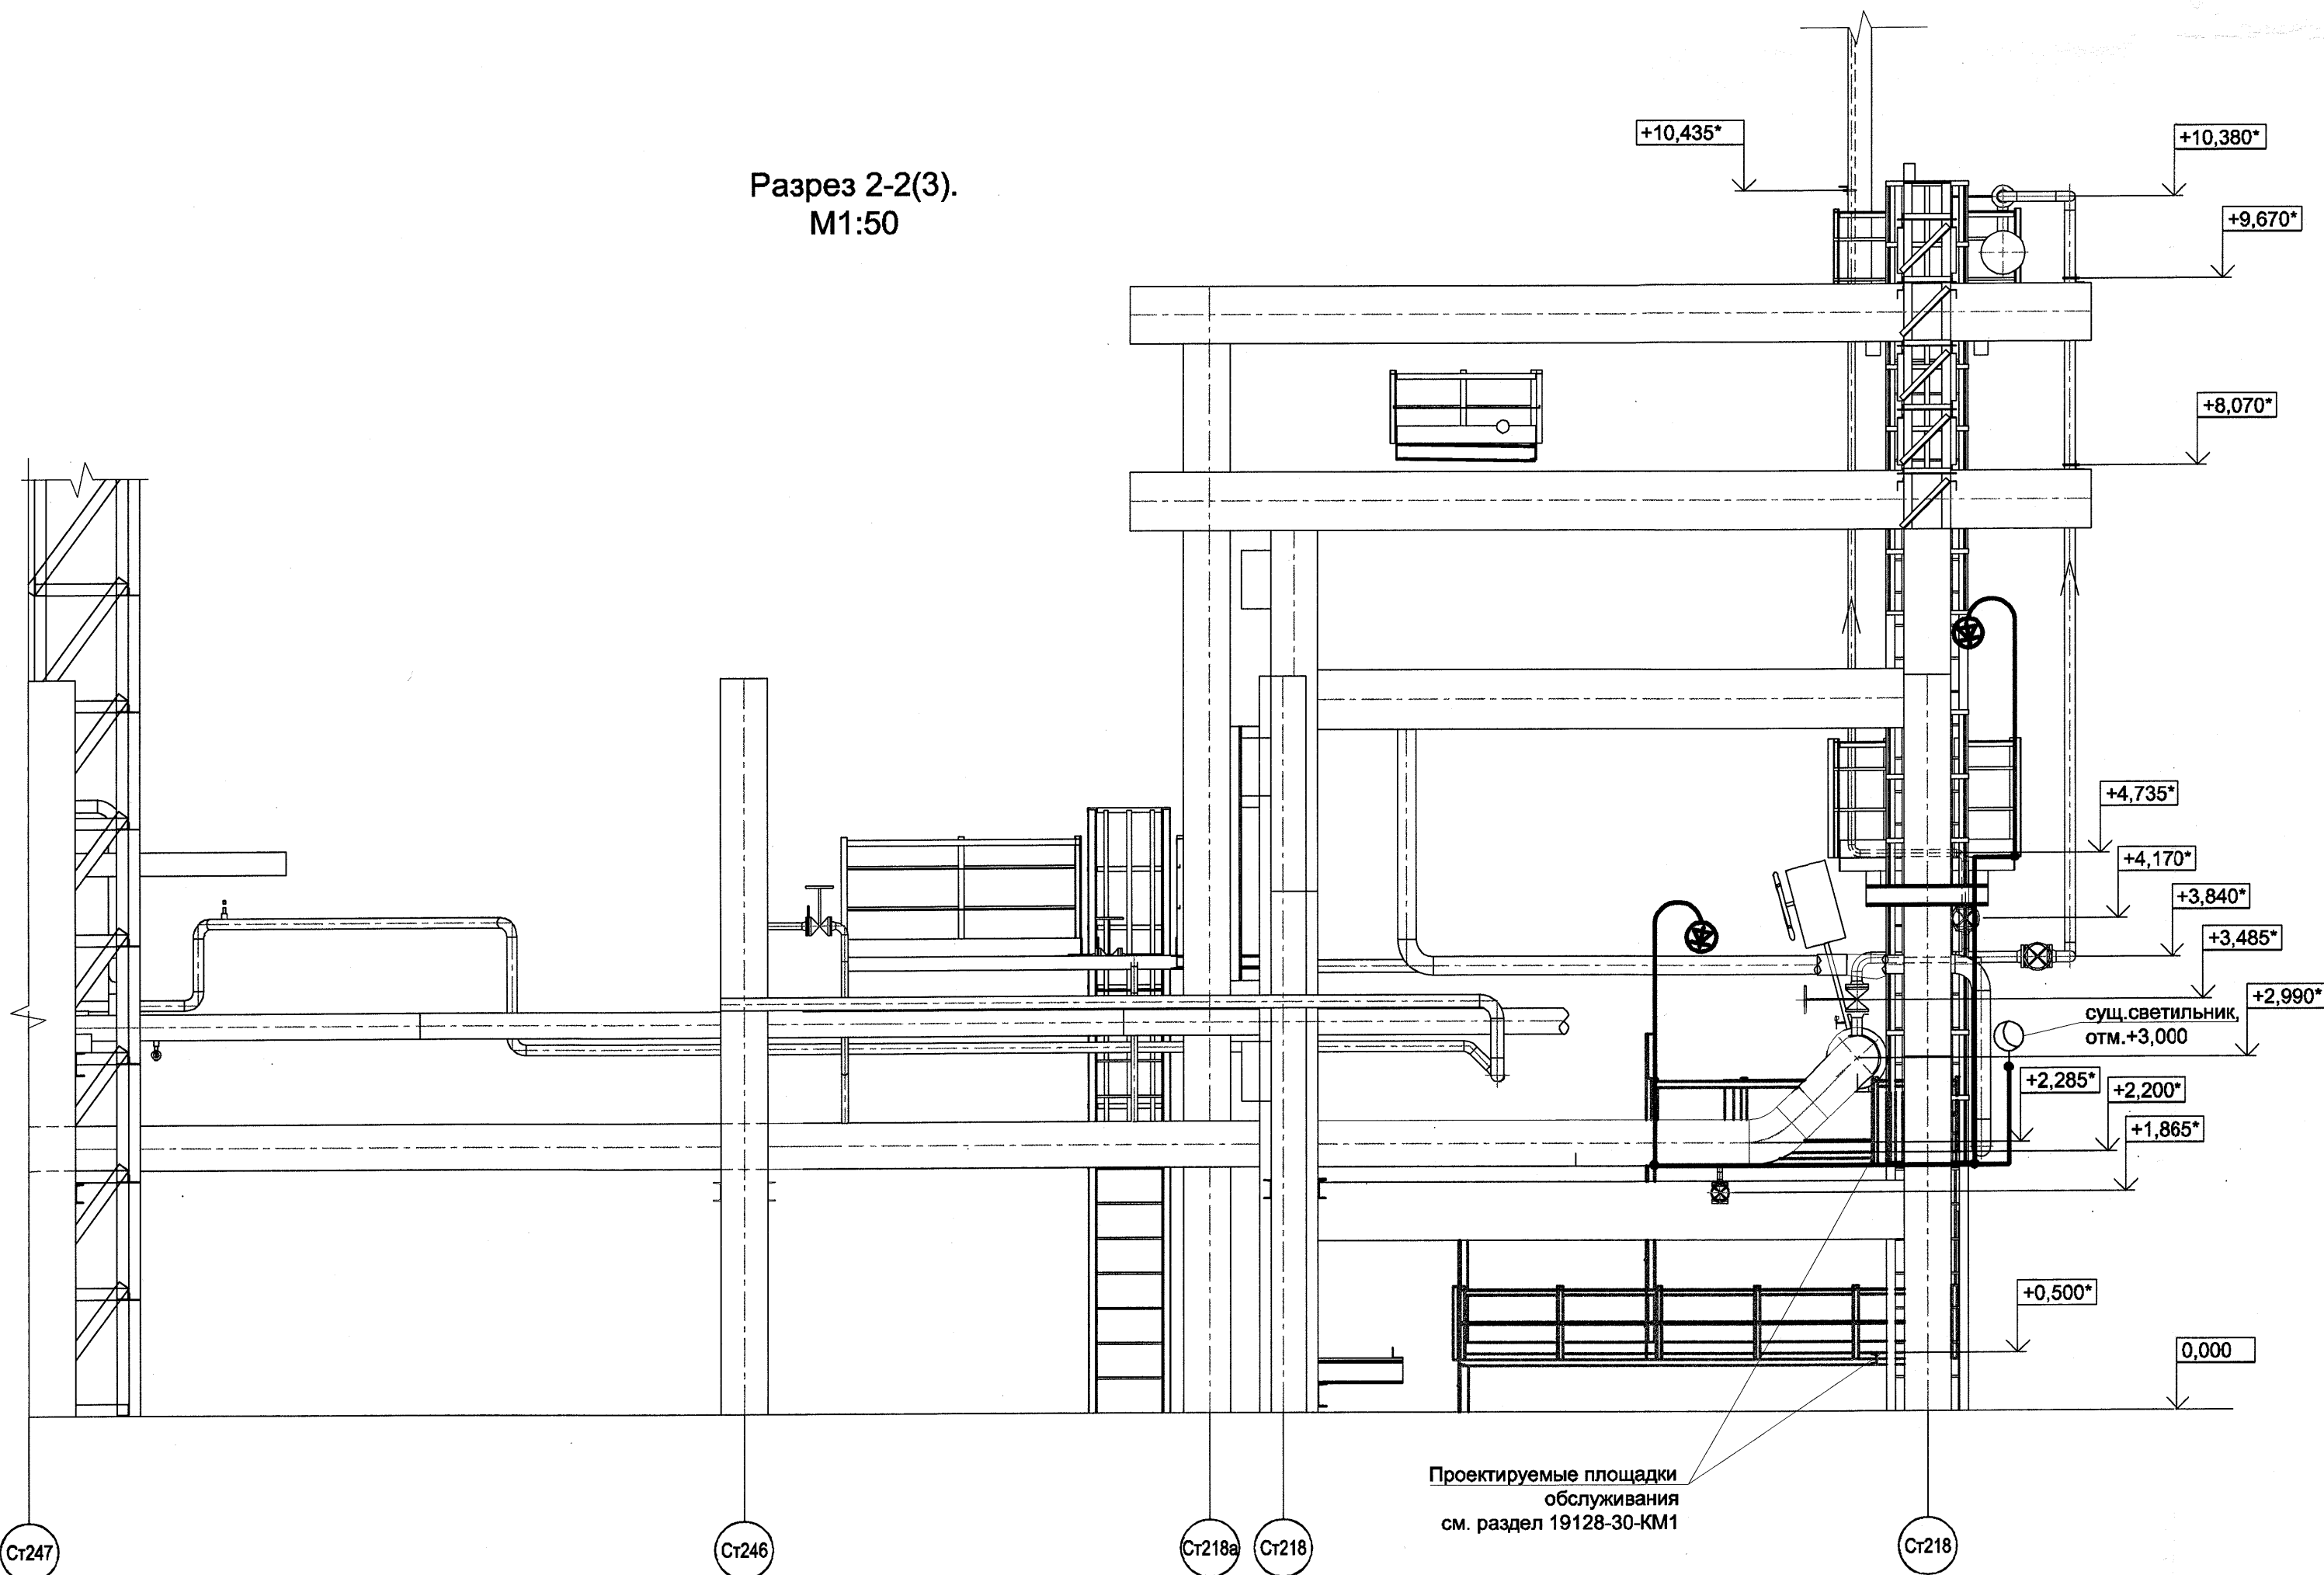 Разрез 2-2(3).
М1:50
+10,435*
+10,380*
+9,670*
+8,070*
+4,735*
+4,170*
+3,840*
+3,485*
+2,990*
сущ.светильник,
отм.+3,000
+2,285*
+2,200*
+1,865*
+0,500*
0,000
Проектируемые площадки
обслуживания
см. раздел 19128-30-КМ1
Ст247
Ст246
Ст218а
Ст218
Ст218